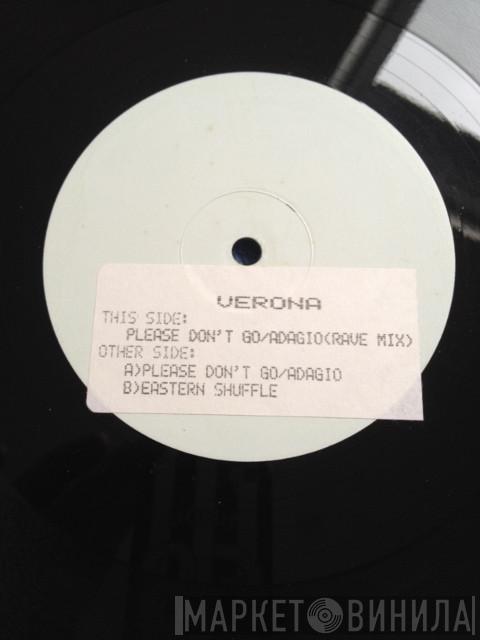 VERONA
THIS SIDE:
PLEASE DON'T GO/ADAGIO(RAVE MIX)
OTHER SIDE:
A)PLEASE DON'T GO/ADAGIO
B)EASTERN SHUFFLE
МАРКЕТ ВИНИЛА